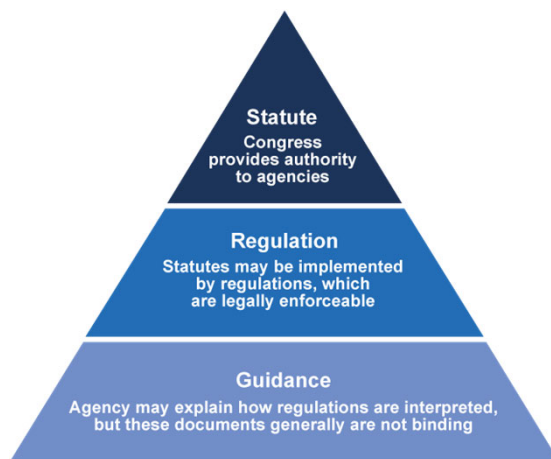 Statute
Congress
provides authority
to agencies
Regulation
Statutes may be implemented
by regulations, which
are legally enforceable
Guidance
Agency may explain how regulations are interpreted,
but these documents generally are not binding